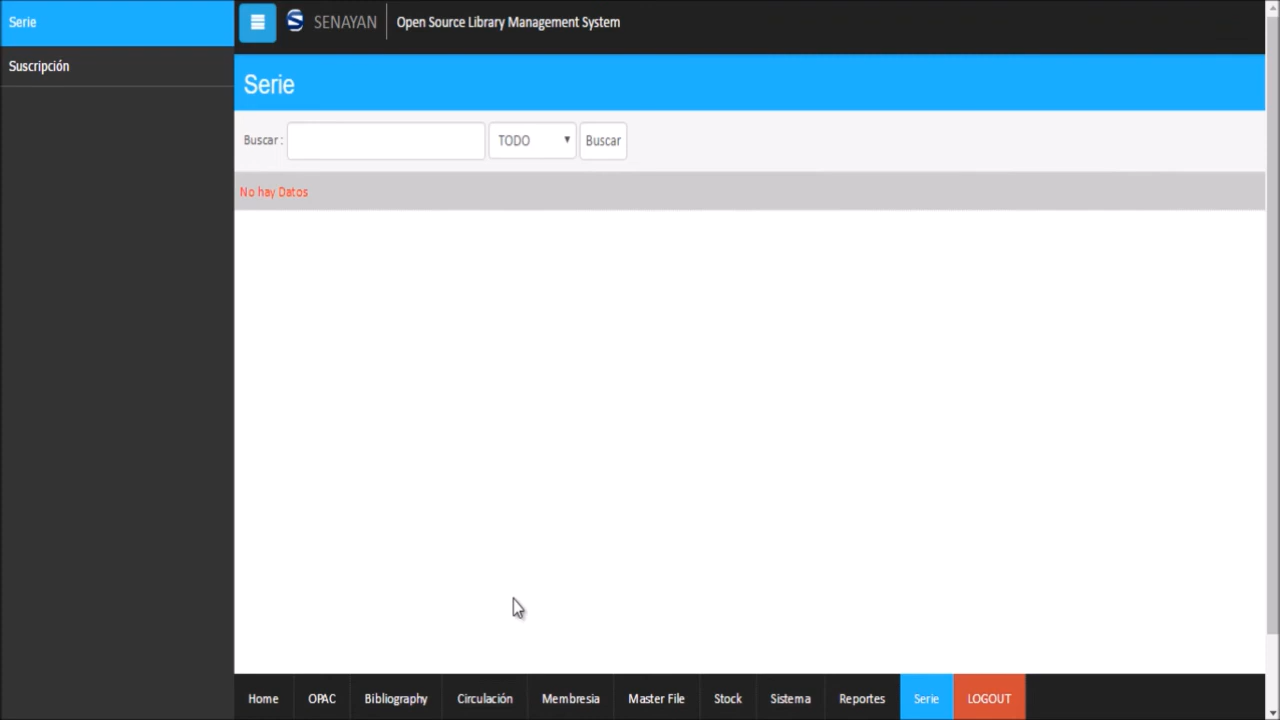 Serie
Suscripción
SENAYAN Open Source Library Management System
Serie
Buscar : TODO Buscar
No hay Datos
Home OPAC Bibliography Circulación Membresia Master File Stock Sistema Reportes Serie LOGOUT